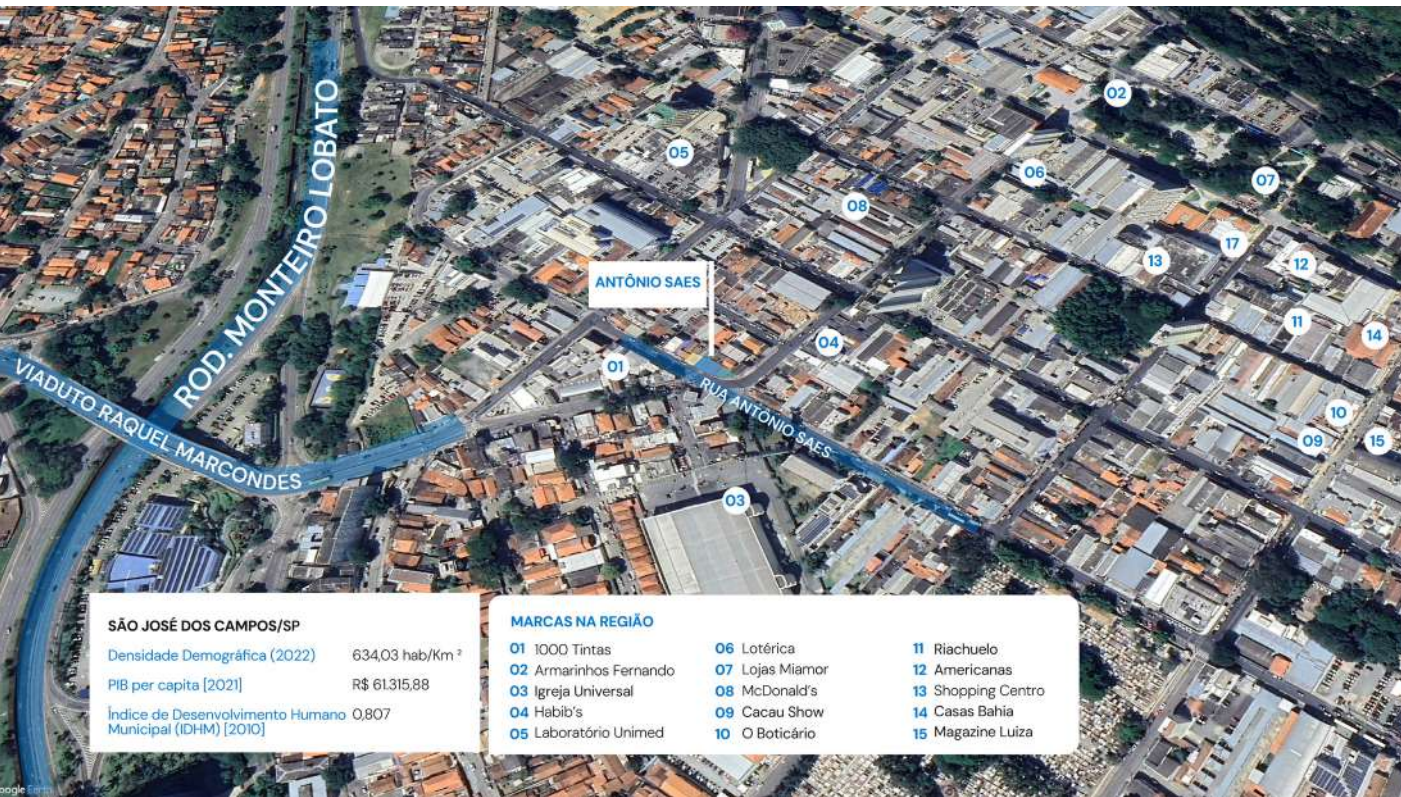 ROD. MONTEIRO LOBATO
VIADUTO RAQUEL MARCONDES
ANTÔNIO SAES
RUA ANTÔNIO SAES
02
05
06
07
08
17
13
12
11
14
04
01
10
09
15
03
SÃO JOSÉ DOS CAMPOS/SP
Densidade Demográfica (2022) 634,03 hab/Km ²
PIB per capita [2021] R$ 61.315,88
Índice de Desenvolvimento Humano 0,807
Municipal (IDHM) [2010]
MARCAS NA REGIÃO
01 1000 Tintas
02 Armarinhos Fernando
03 Igreja Universal
04 Habib's
05 Laboratório Unimed
06 Lotérica
07 Lojas Miamor
08 McDonald's
09 Cacau Show
10 O Boticário
11 Riachuelo
12 Americanas
13 Shopping Centro
14 Casas Bahia
15 Magazine Luiza